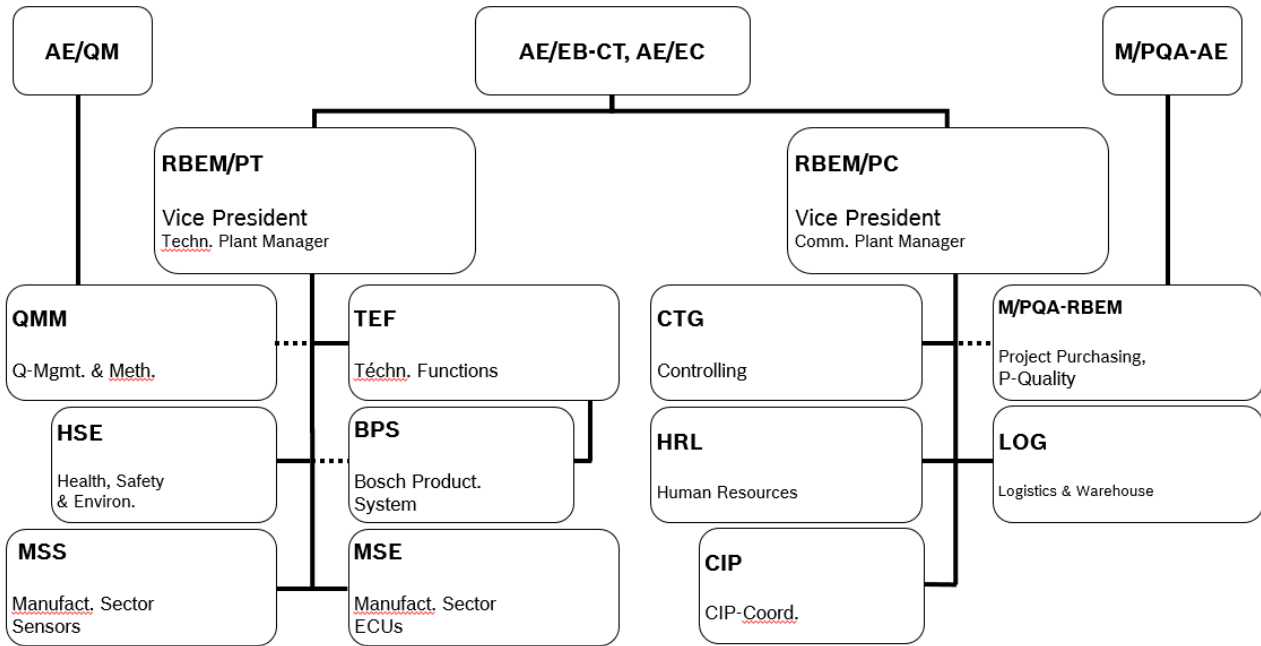 AE/QM
AE/EB-CT, AE/EC
M/PQA-AE
RBEM/PT
Vice President
Techn. Plant Manager
RBEM/PC
Vice President
Comm. Plant Manager
QMM
Q-Mgmt. & Meth.
TEF
Téchn. Functions
CTG
Controlling
M/PQA-RBEM
Project Purchasing,
P-Quality
HSE
Health, Safety
& Environ.
BPS
Bosch Product.
System
HRL
Human Resources
LOG
Logistics & Warehouse
MSS
Manufact. Sector
Sensors
MSE
Manufact. Sector
ECUs
CIP
CIP-Coord.